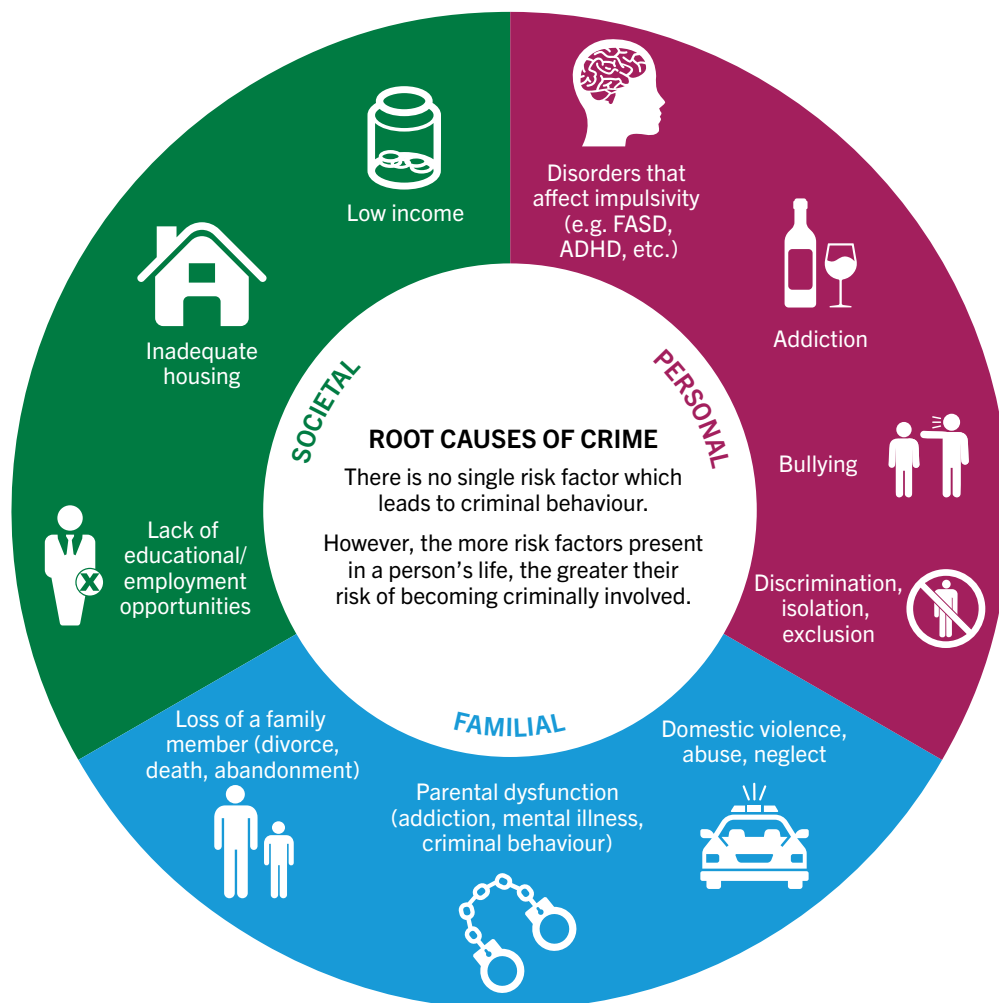 Low income
Inadequate
housing
Lack of
educational/
employment
opportunities
SOCIETAL
Disorders that
affect impulsivity
(e.g. FASD,
ADHD, etc.)
Addiction
Bullying
Discrimination,
isolation,
exclusion
PERSONAL
ROOT CAUSES OF CRIME
There is no single risk factor which
leads to criminal behaviour.
However, the more risk factors present
in a person’s life, the greater their
risk of becoming criminally involved.
FAMILIAL
Loss of a family
member (divorce,
death, abandonment)
Parental dysfunction
(addiction, mental illness,
criminal behaviour)
Domestic violence,
abuse, neglect
X